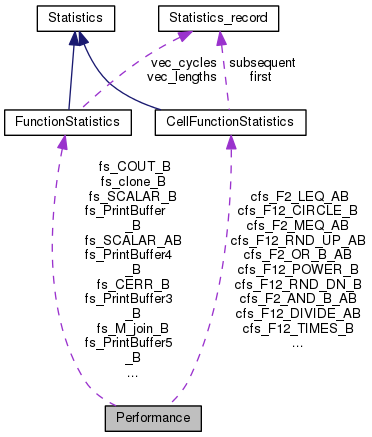 Statistics
Statistics_record
vec_cycles
vec_lengths
subsequent
first
FunctionStatistics
CellFunctionStatistics
fs_COUT_B
fs_clone_B
fs_SCALAR_B
fs_PrintBuffer
_B
fs_SCALAR_AB
fs_PrintBuffer4
_B
fs_CERR_B
fs_PrintBuffer3
_B
fs_M_join_B
fs_PrintBuffer5
_B
...
cfs_F2_LEQ_AB
cfs_F12_CIRCLE_B
cfs_F2_MEQ_AB
cfs_F12_RND_UP_AB
cfs_F2_OR_B_AB
cfs_F12_POWER_B
cfs_F12_RND_DN_B
cfs_F2_AND_B_AB
cfs_F12_DIVIDE_AB
cfs_F12_TIMES_B
...
Performance